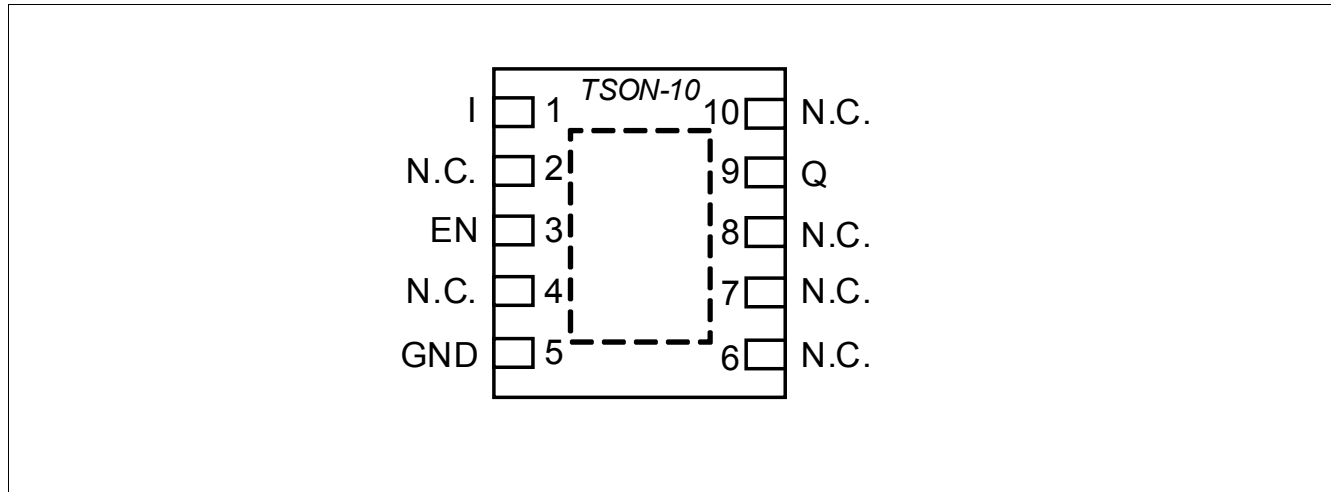 TSON-10
I 1 10 N.C.
N.C. 2 9 Q
EN 3 8 N.C.
N.C. 4 7 N.C.
GND 5 6 N.C.